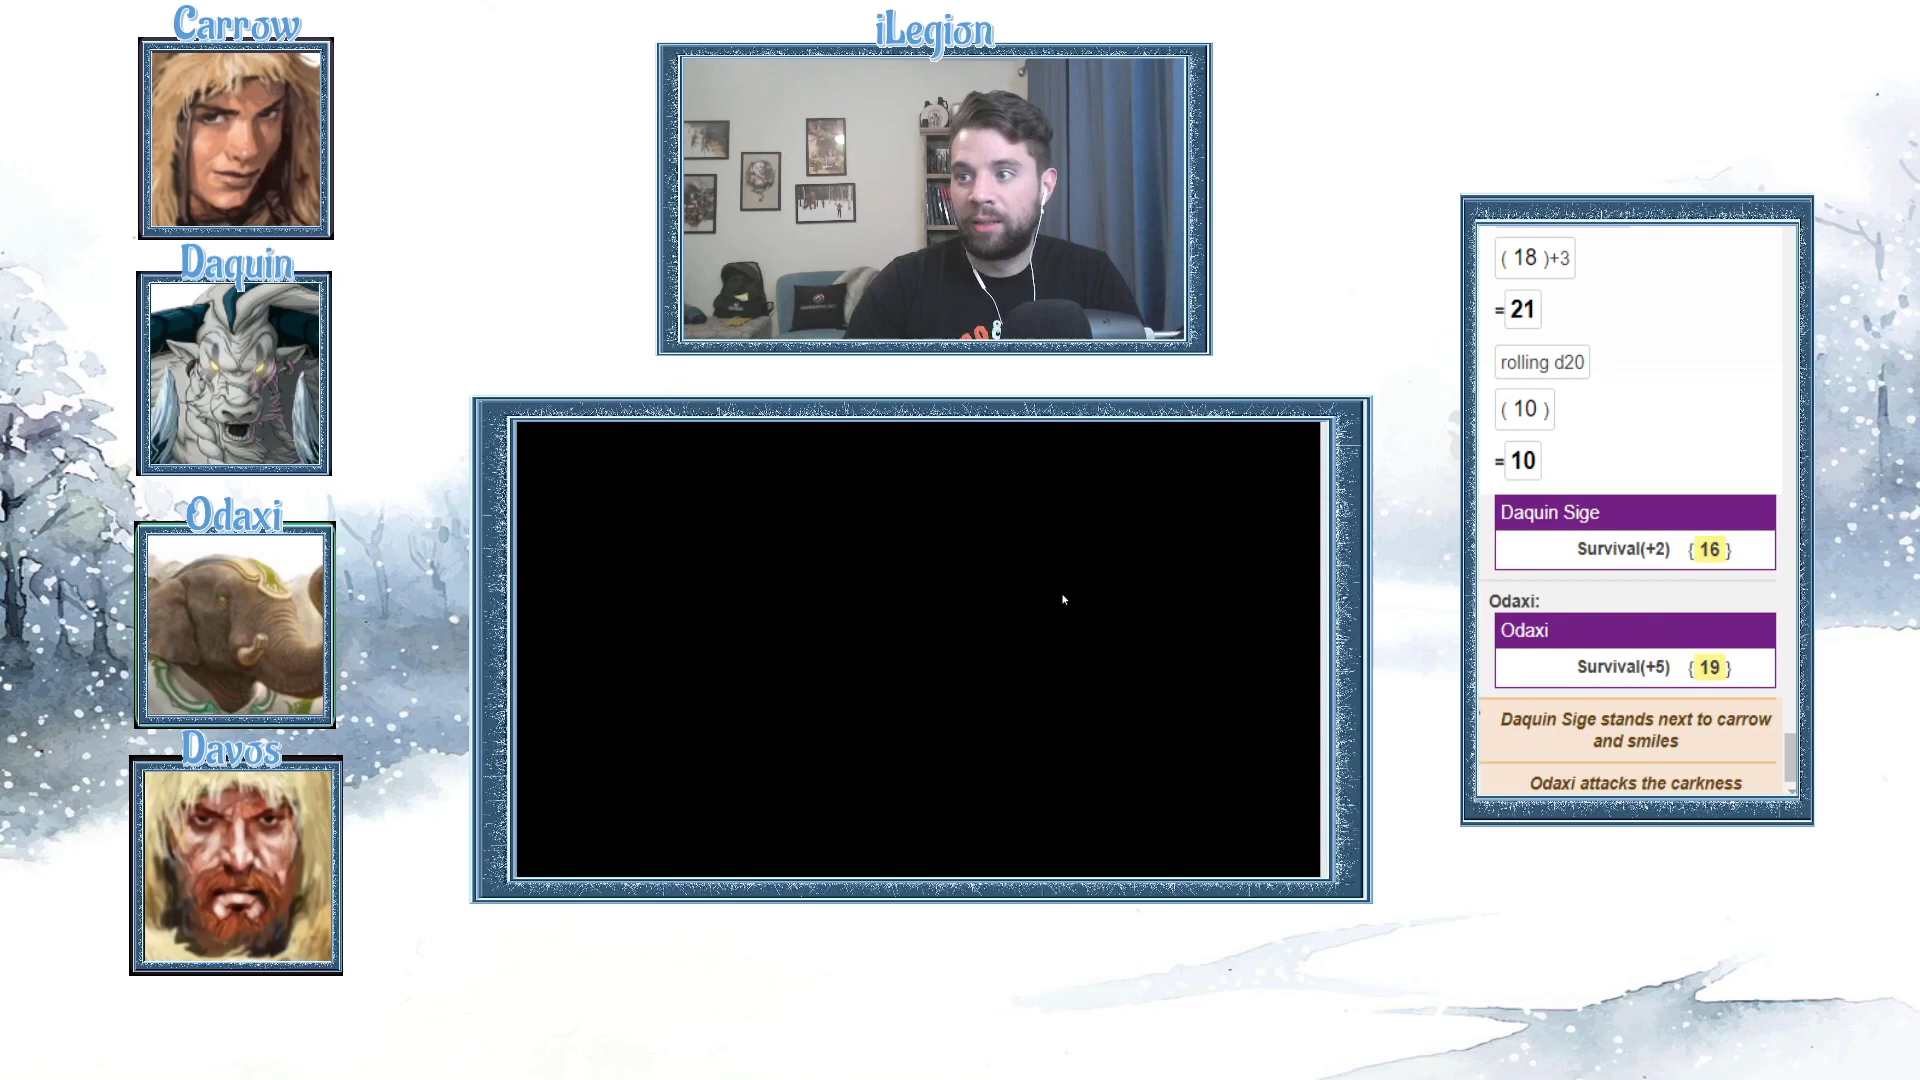 Carrow
iLegion
Daquin
Odaxi
Davos
( 18 )+3
=21
rolling d20
( 10 )
=10
Daquin Sige
Survival(+2) {16}
Odaxi:
Odaxi
Survival(+5) {19}
Daquin Sige stands next to carrow
and smiles
Odaxi attacks the carkness